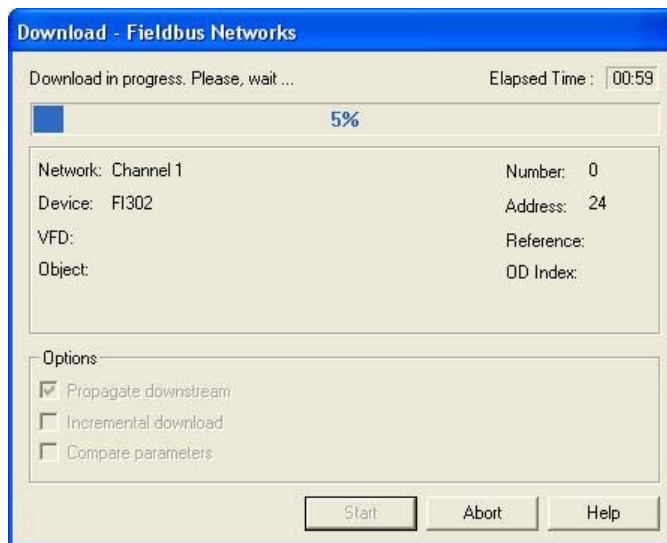 Download - Fieldbus Networks
Download in progress. Please, wait ... Elapsed Time : 00:59
5%
Network: Channel 1 Number: 0
Device: FI302 Address: 24
VFD: Reference:
Object: OD Index:
Options
Propagate downstream
Incremental download
Compare parameters
Start Abort Help